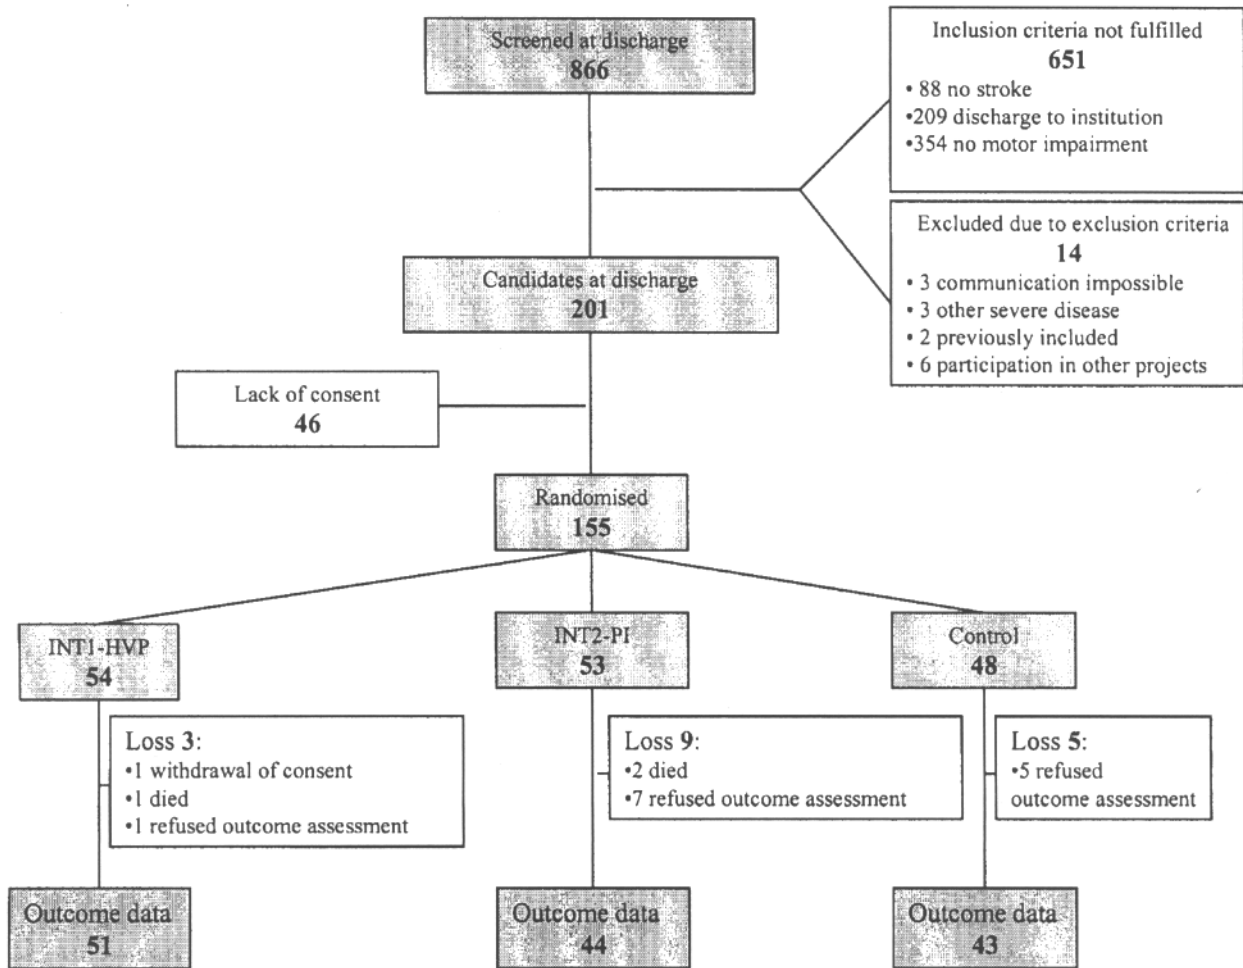 Screened at discharge
866
Inclusion criteria not fulfilled
651
• 88 no stroke
•209 discharge to institution
•354 no motor impairment
Excluded due to exclusion criteria
14
• 3 communication impossible
• 3 other severe disease
• 2 previously included
• 6 participation in other projects
Candidates at discharge
201
Lack of consent
46
Randomised
155
INT1-HVP
54
INT2-PI
53
Control
48
Loss 3:
•1 withdrawal of consent
•1 died
•1 refused outcome assessment
Loss 9:
•2 died
•7 refused outcome assessment
Loss 5:
•5 refused
outcome assessment
Outcome data
51
Outcome data
44
Outcome data
43